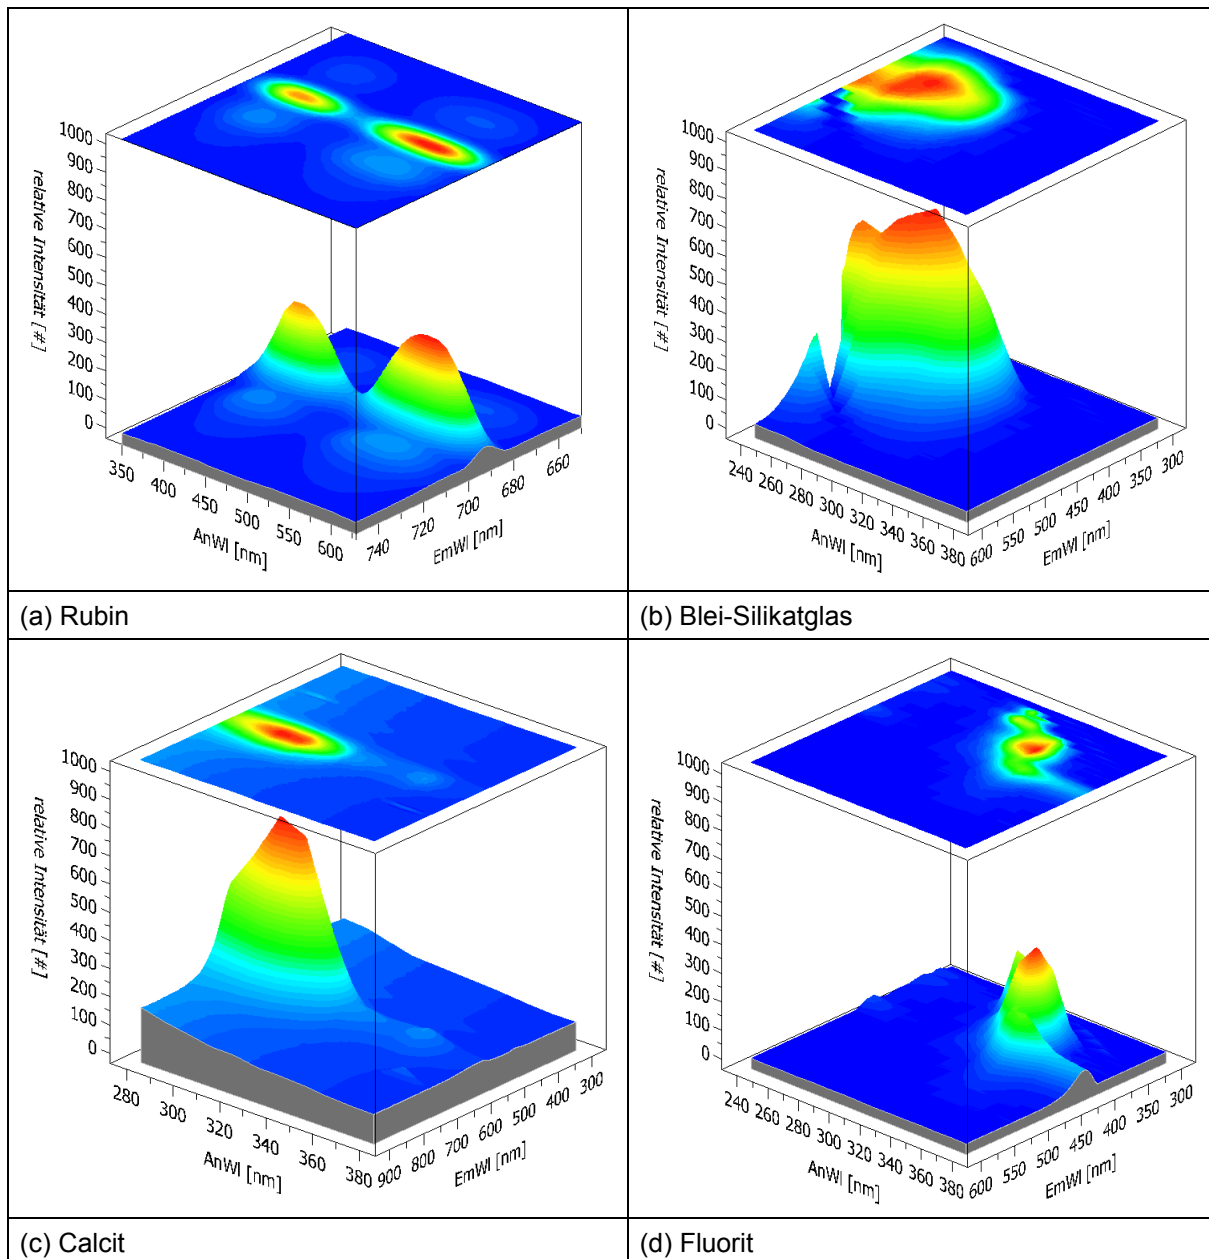 1000
900
800
700
600
500
400
300
200
100
0
relative Intensität [#]
350 400 450 500 550 600
AnWl [nm]
740 720 700 680 660
EmWl [nm]
1000
900
800
700
600
500
400
300
200
100
0
relative Intensität [#]
240 260 280 300 320 340 360 380
AnWl [nm]
600 550 500 450 400 350 300
EmWl [nm]
(a) Rubin
(b) Blei-Silikatglas
1000
900
800
700
600
500
400
300
200
100
0
relative Intensität [#]
280 300 320 340 360 380
AnWl [nm]
900 800 700 600 500 400 300
EmWl [nm]
1000
900
800
700
600
500
400
300
200
100
0
relative Intensität [#]
240 260 280 300 320 340 360 380
AnWl [nm]
600 550 500 450 400 350 300
EmWl [nm]
(c) Calcit
(d) Fluorit